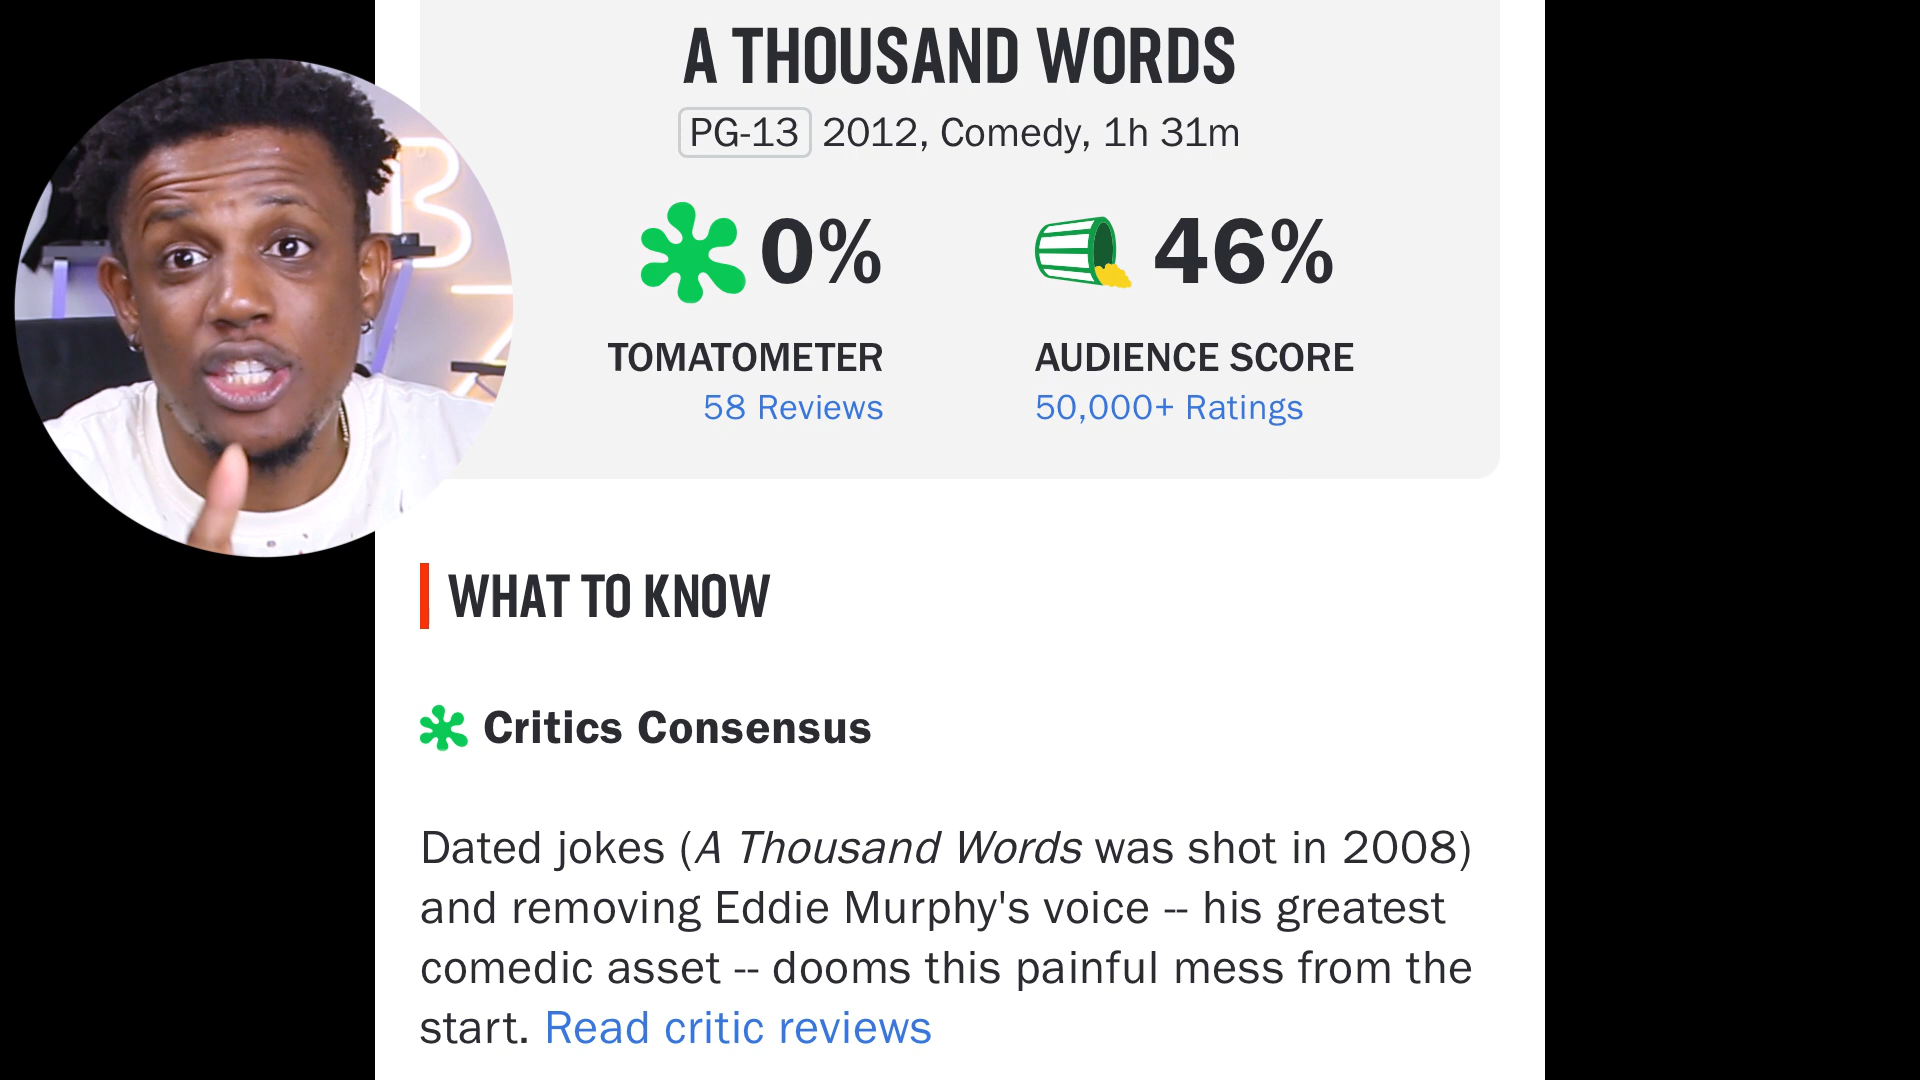 A THOUSAND WORDS
PG-13 2012, Comedy, 1h 31m
0% 46%
TOMATOMETER AUDIENCE SCORE
58 Reviews 50,000+ Ratings
WHAT TO KNOW
Critics Consensus
Dated jokes (A Thousand Words was shot in 2008)
and removing Eddie Murphy's voice -- his greatest
comedic asset -- dooms this painful mess from the
start. Read critic reviews